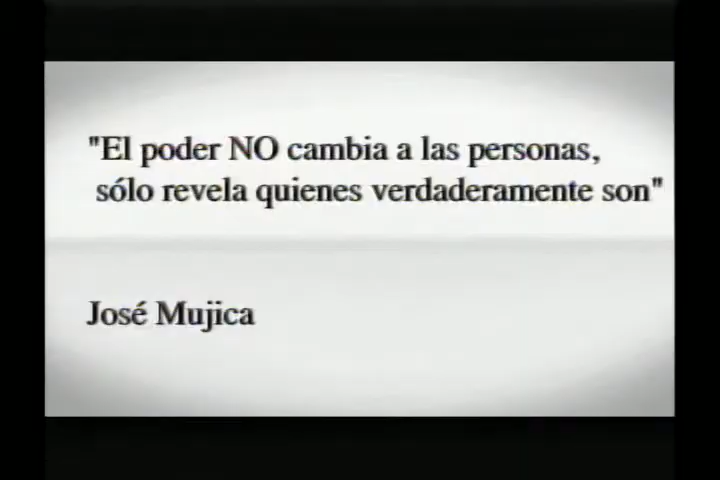 "El poder NO cambia a las personas,
sólo revela quienes verdaderamente son"
José Mujica